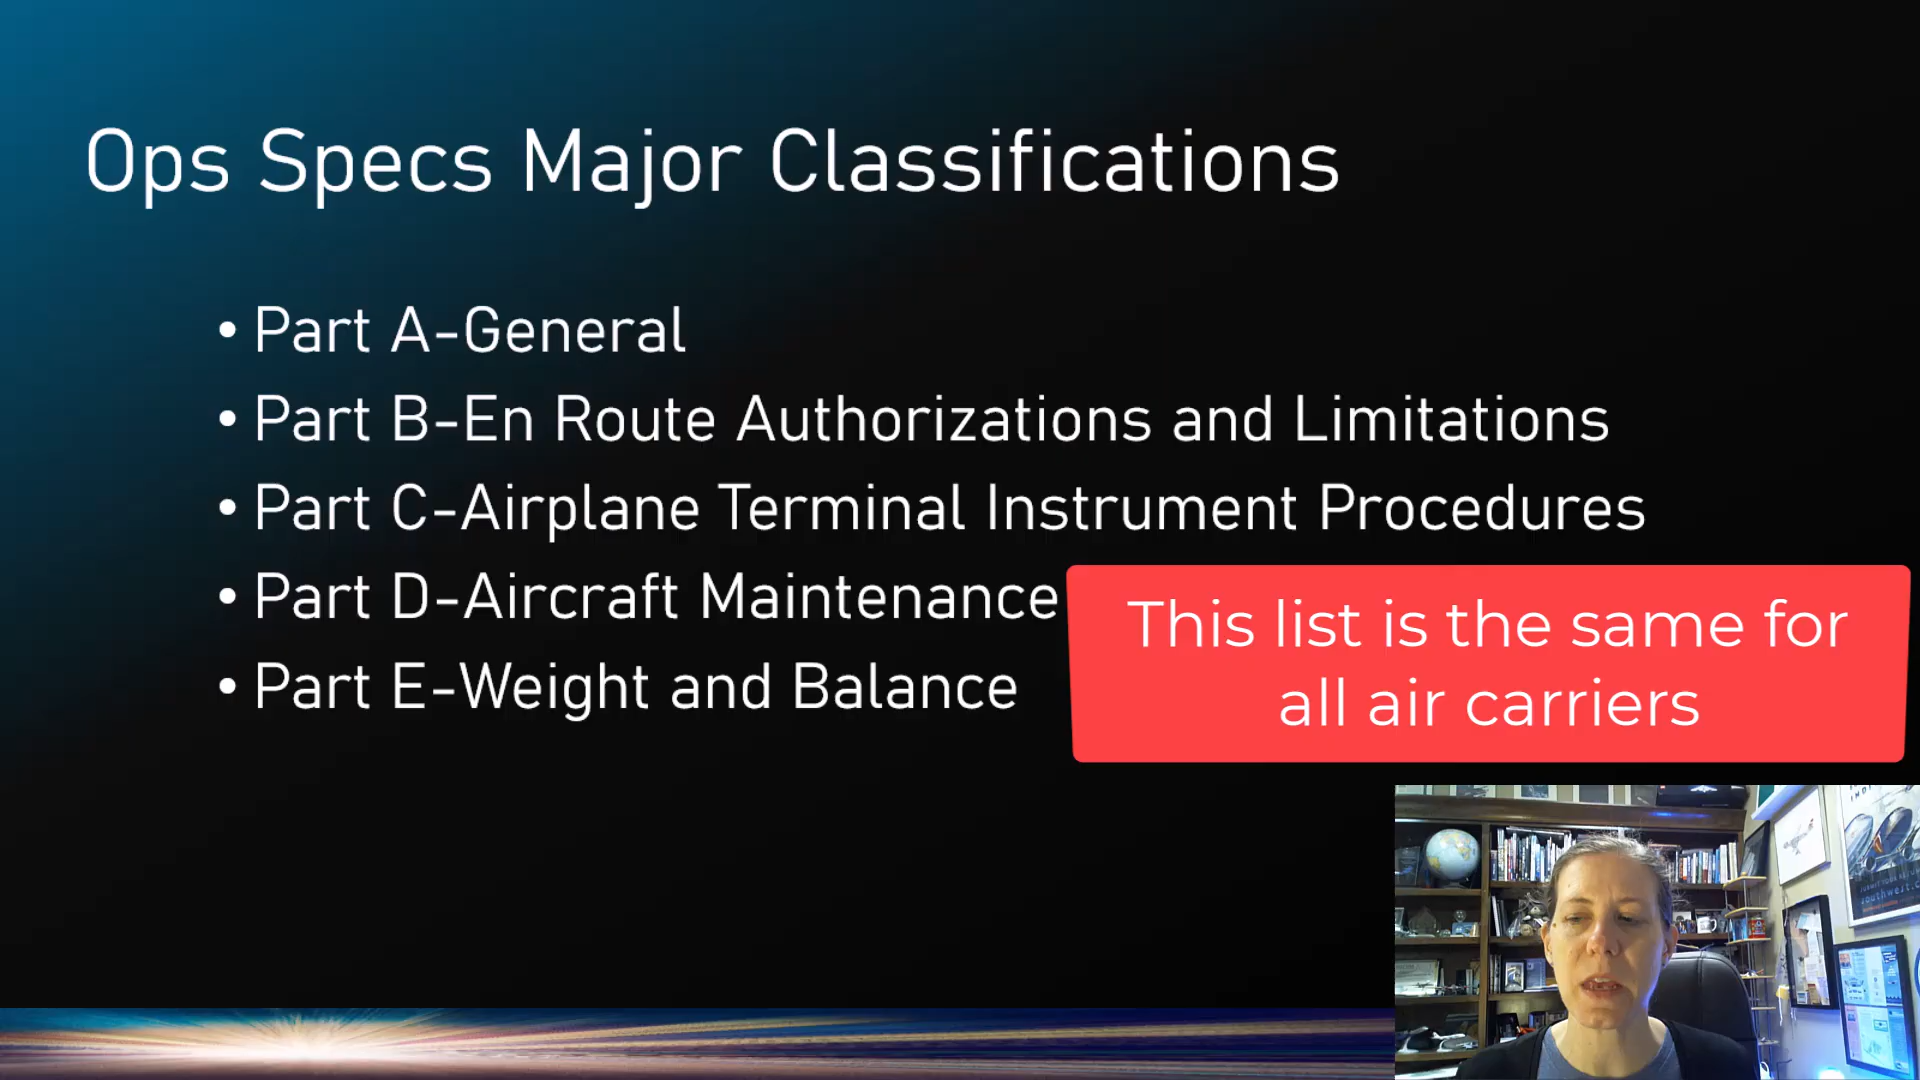 Ops Specs Major Classifications
• Part A-General
• Part B-En Route Authorizations and Limitations
• Part C-Airplane Terminal Instrument Procedures
• Part D-Aircraft Maintenance
• Part E-Weight and Balance
This list is the same for
all air carriers